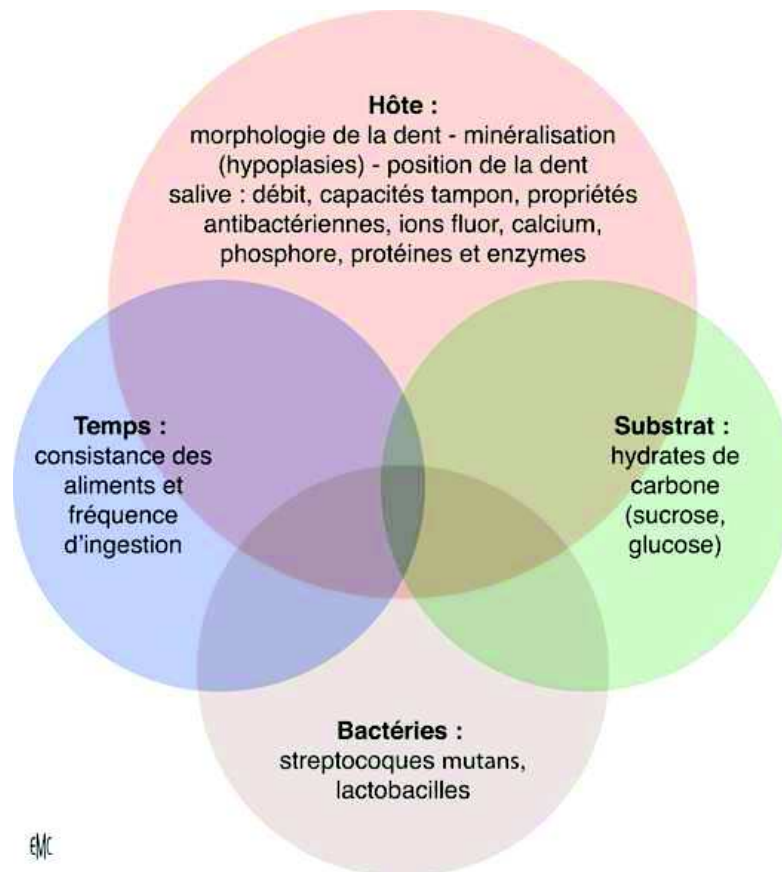 Hôte :
morphologie de la dent - minéralisation
(hypoplasies) - position de la dent
salive : débit, capacités tampon, propriétés
antibactériennes, ions fluor, calcium,
phosphore, protéines et enzymes
Temps :
consistance des
aliments et
fréquence
d'ingestion
Substrat :
hydrates de
carbone
(sucrose,
glucose)
Bactéries :
streptocoques mutans,
lactobacilles
EMC